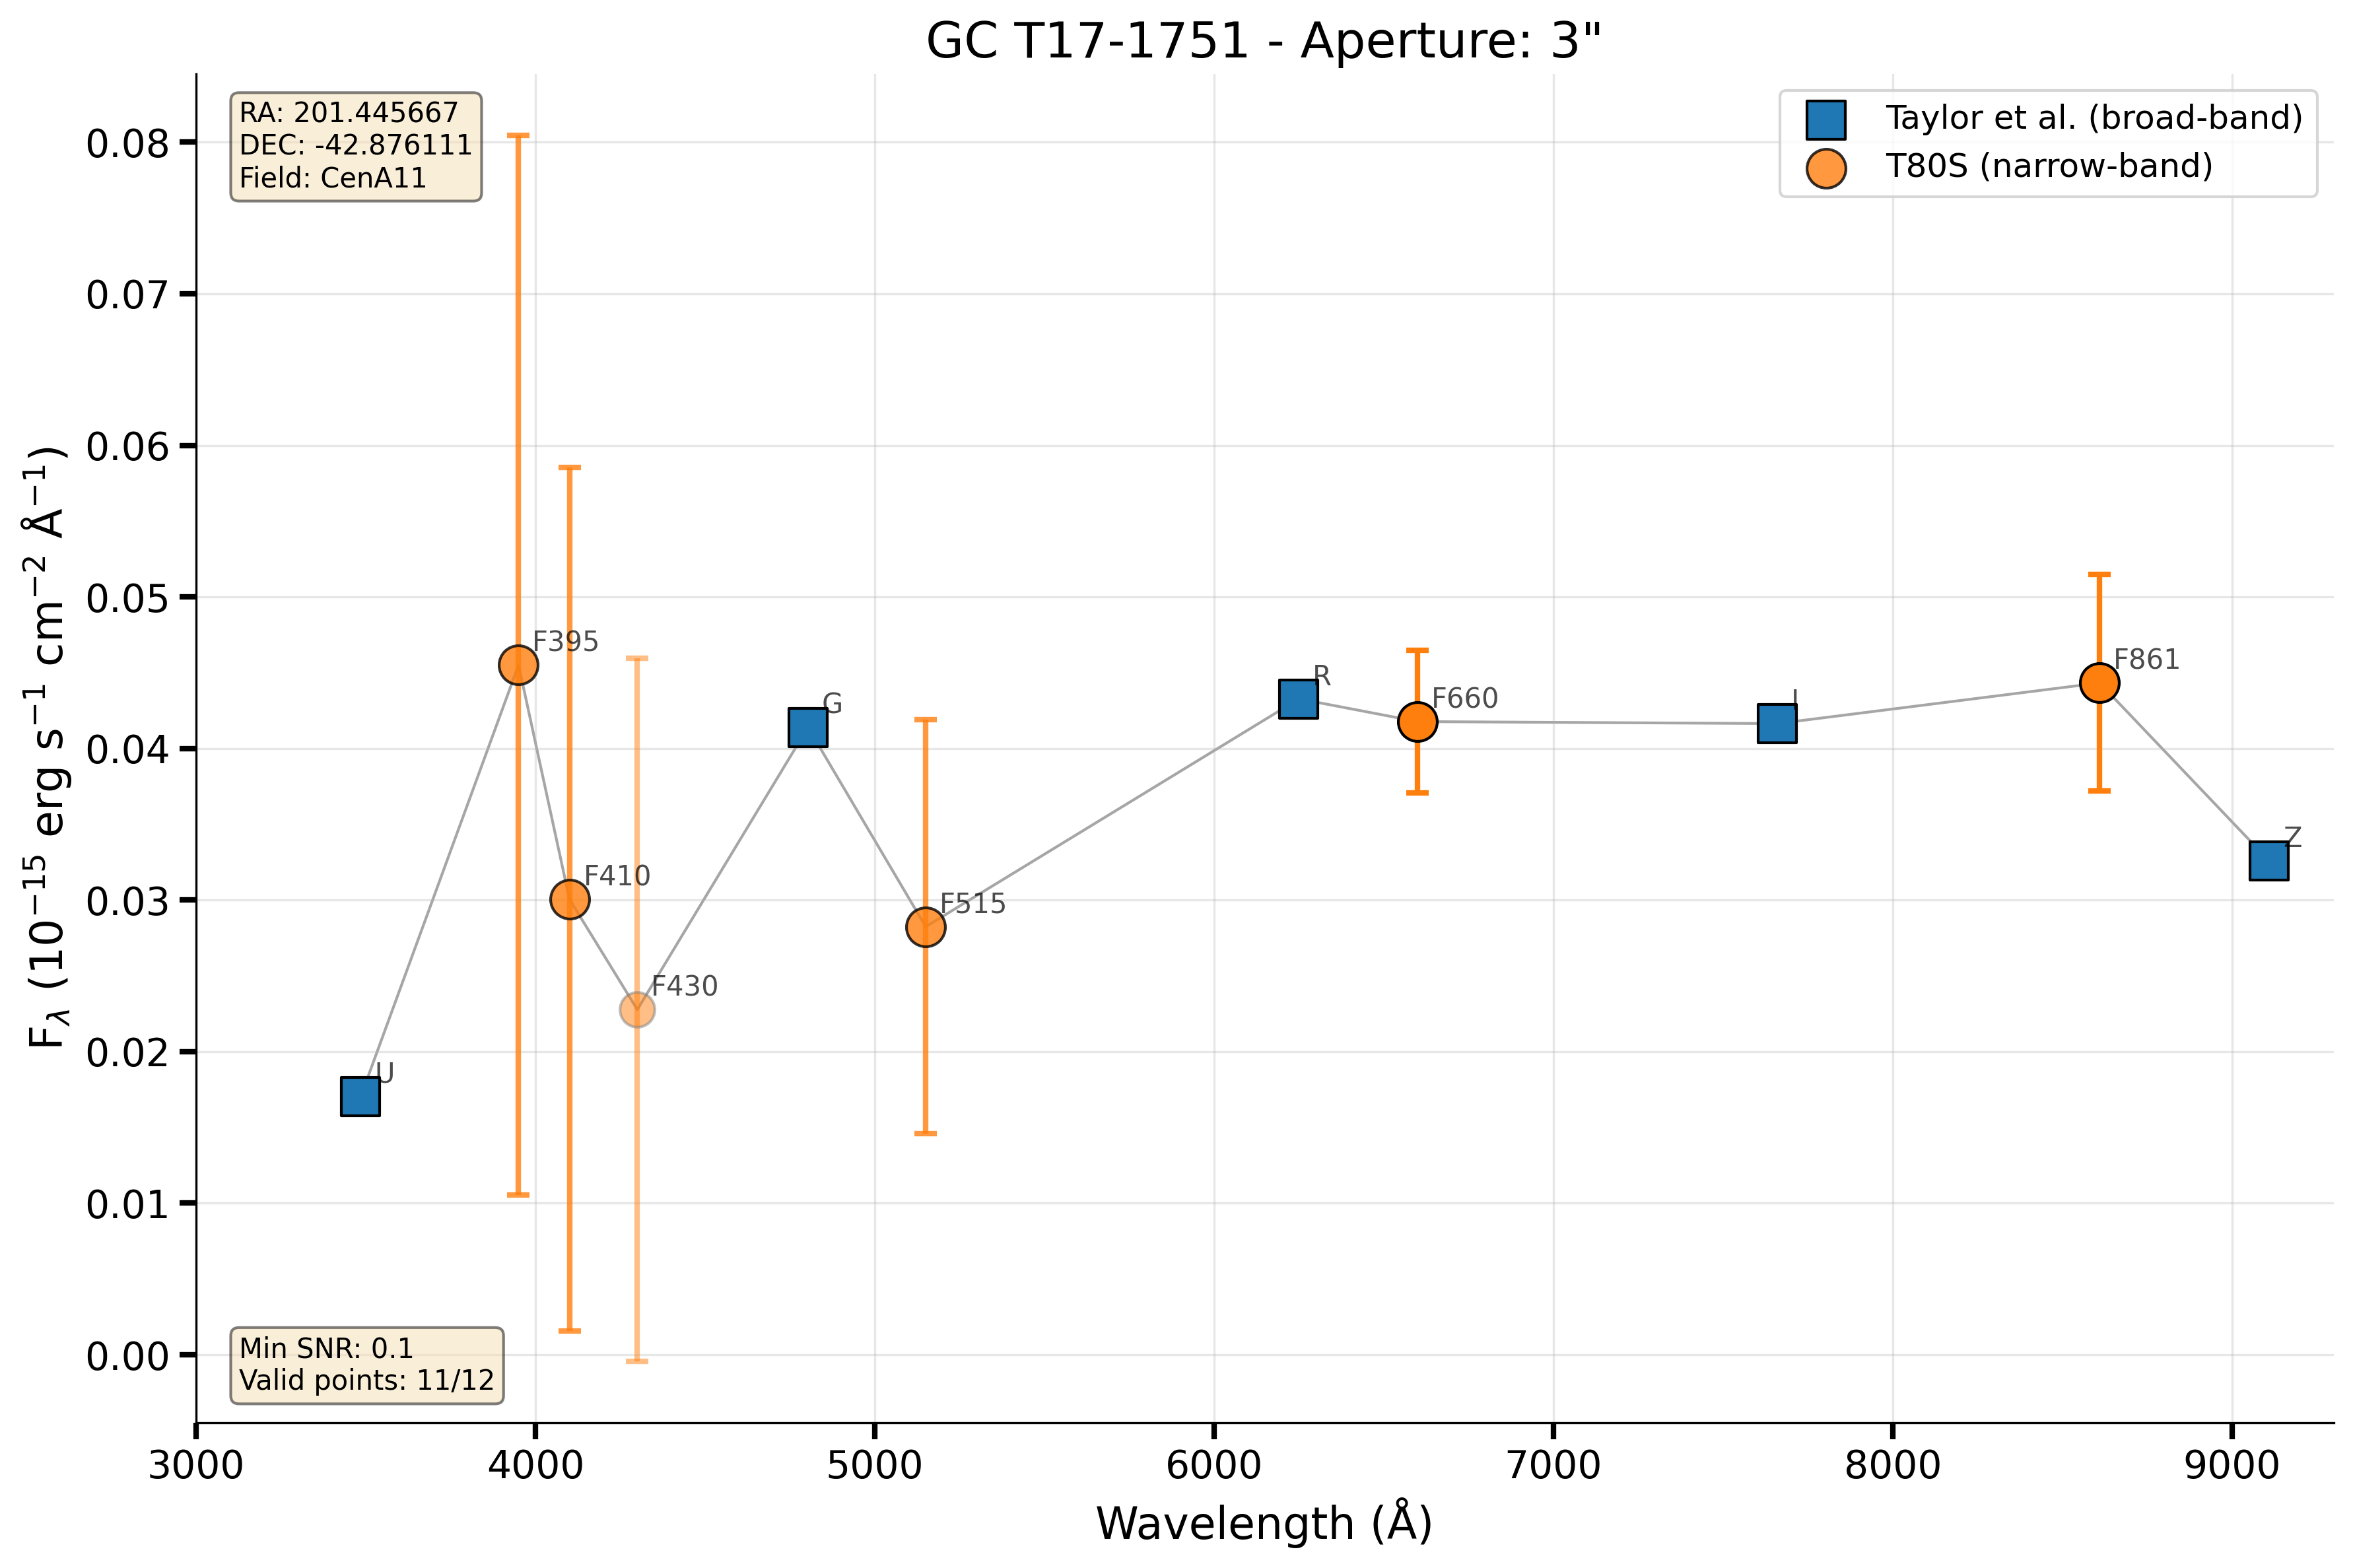 GC T17-1751 - Aperture: 3"
RA: 201.445667
DEC: -42.876111
Field: CenA11
Taylor et al. (broad-band)
T80S (narrow-band)
0.08
0.07
0.06
0.05
0.04
0.03
0.02
0.01
0.00
F$_{λ}$ (10$^{−15}$ erg s$^{−1}$ cm$^{−2}$ Å$^{−1}$)
U
F395
F410
F430
G
F515
R
F660
I
F861
Z
Min SNR: 0.1
Valid points: 11/12
3000 4000 5000 6000 7000 8000 9000
Wavelength (Å)